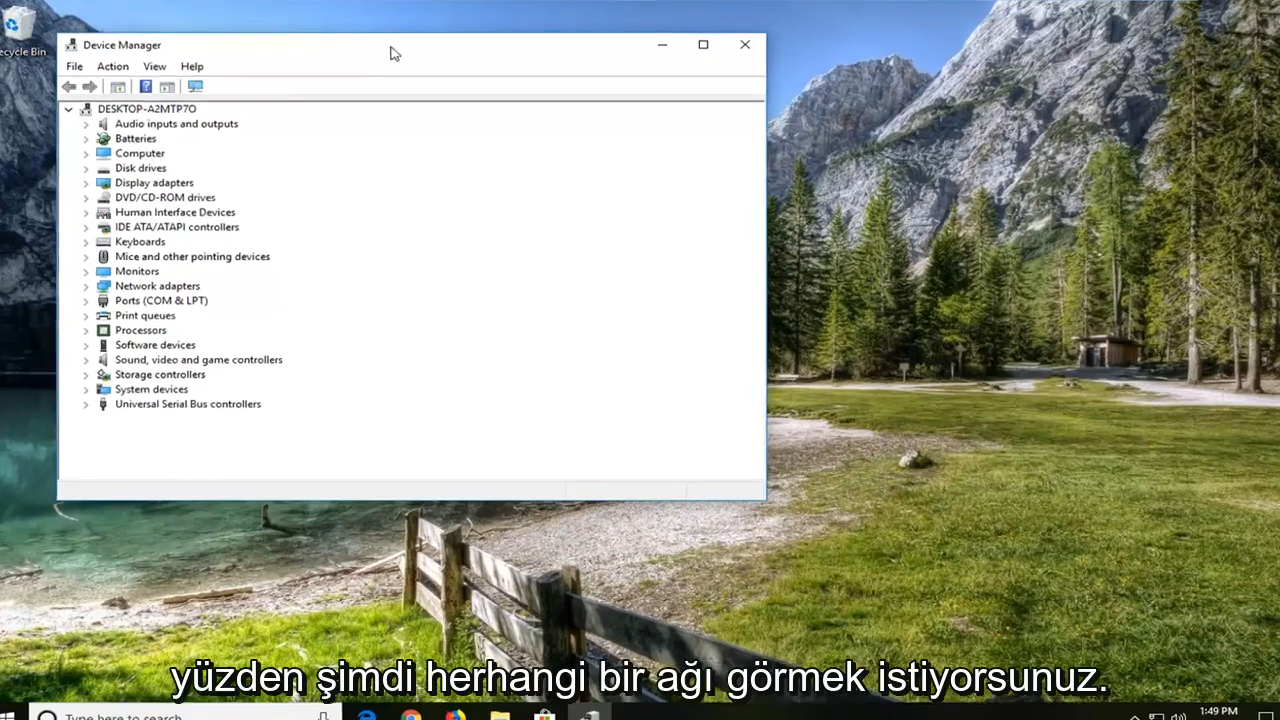 ecycle Bin
Device Manager
File Action View Help
DESKTOP-A2MTP7O
Audio inputs and outputs
Batteries
Computer
Disk drives
Display adapters
DVD/CD-ROM drives
Human Interface Devices
IDE ATA/ATAPI controllers
Keyboards
Mice and other pointing devices
Monitors
Network adapters
Ports (COM & LPT)
Print queues
Processors
Software devices
Sound, video and game controllers
Storage controllers
System devices
Universal Serial Bus controllers
yüzden şimdi herhangi bir ağı görmek istiyorsunuz.
Type here to search
1:49 PM